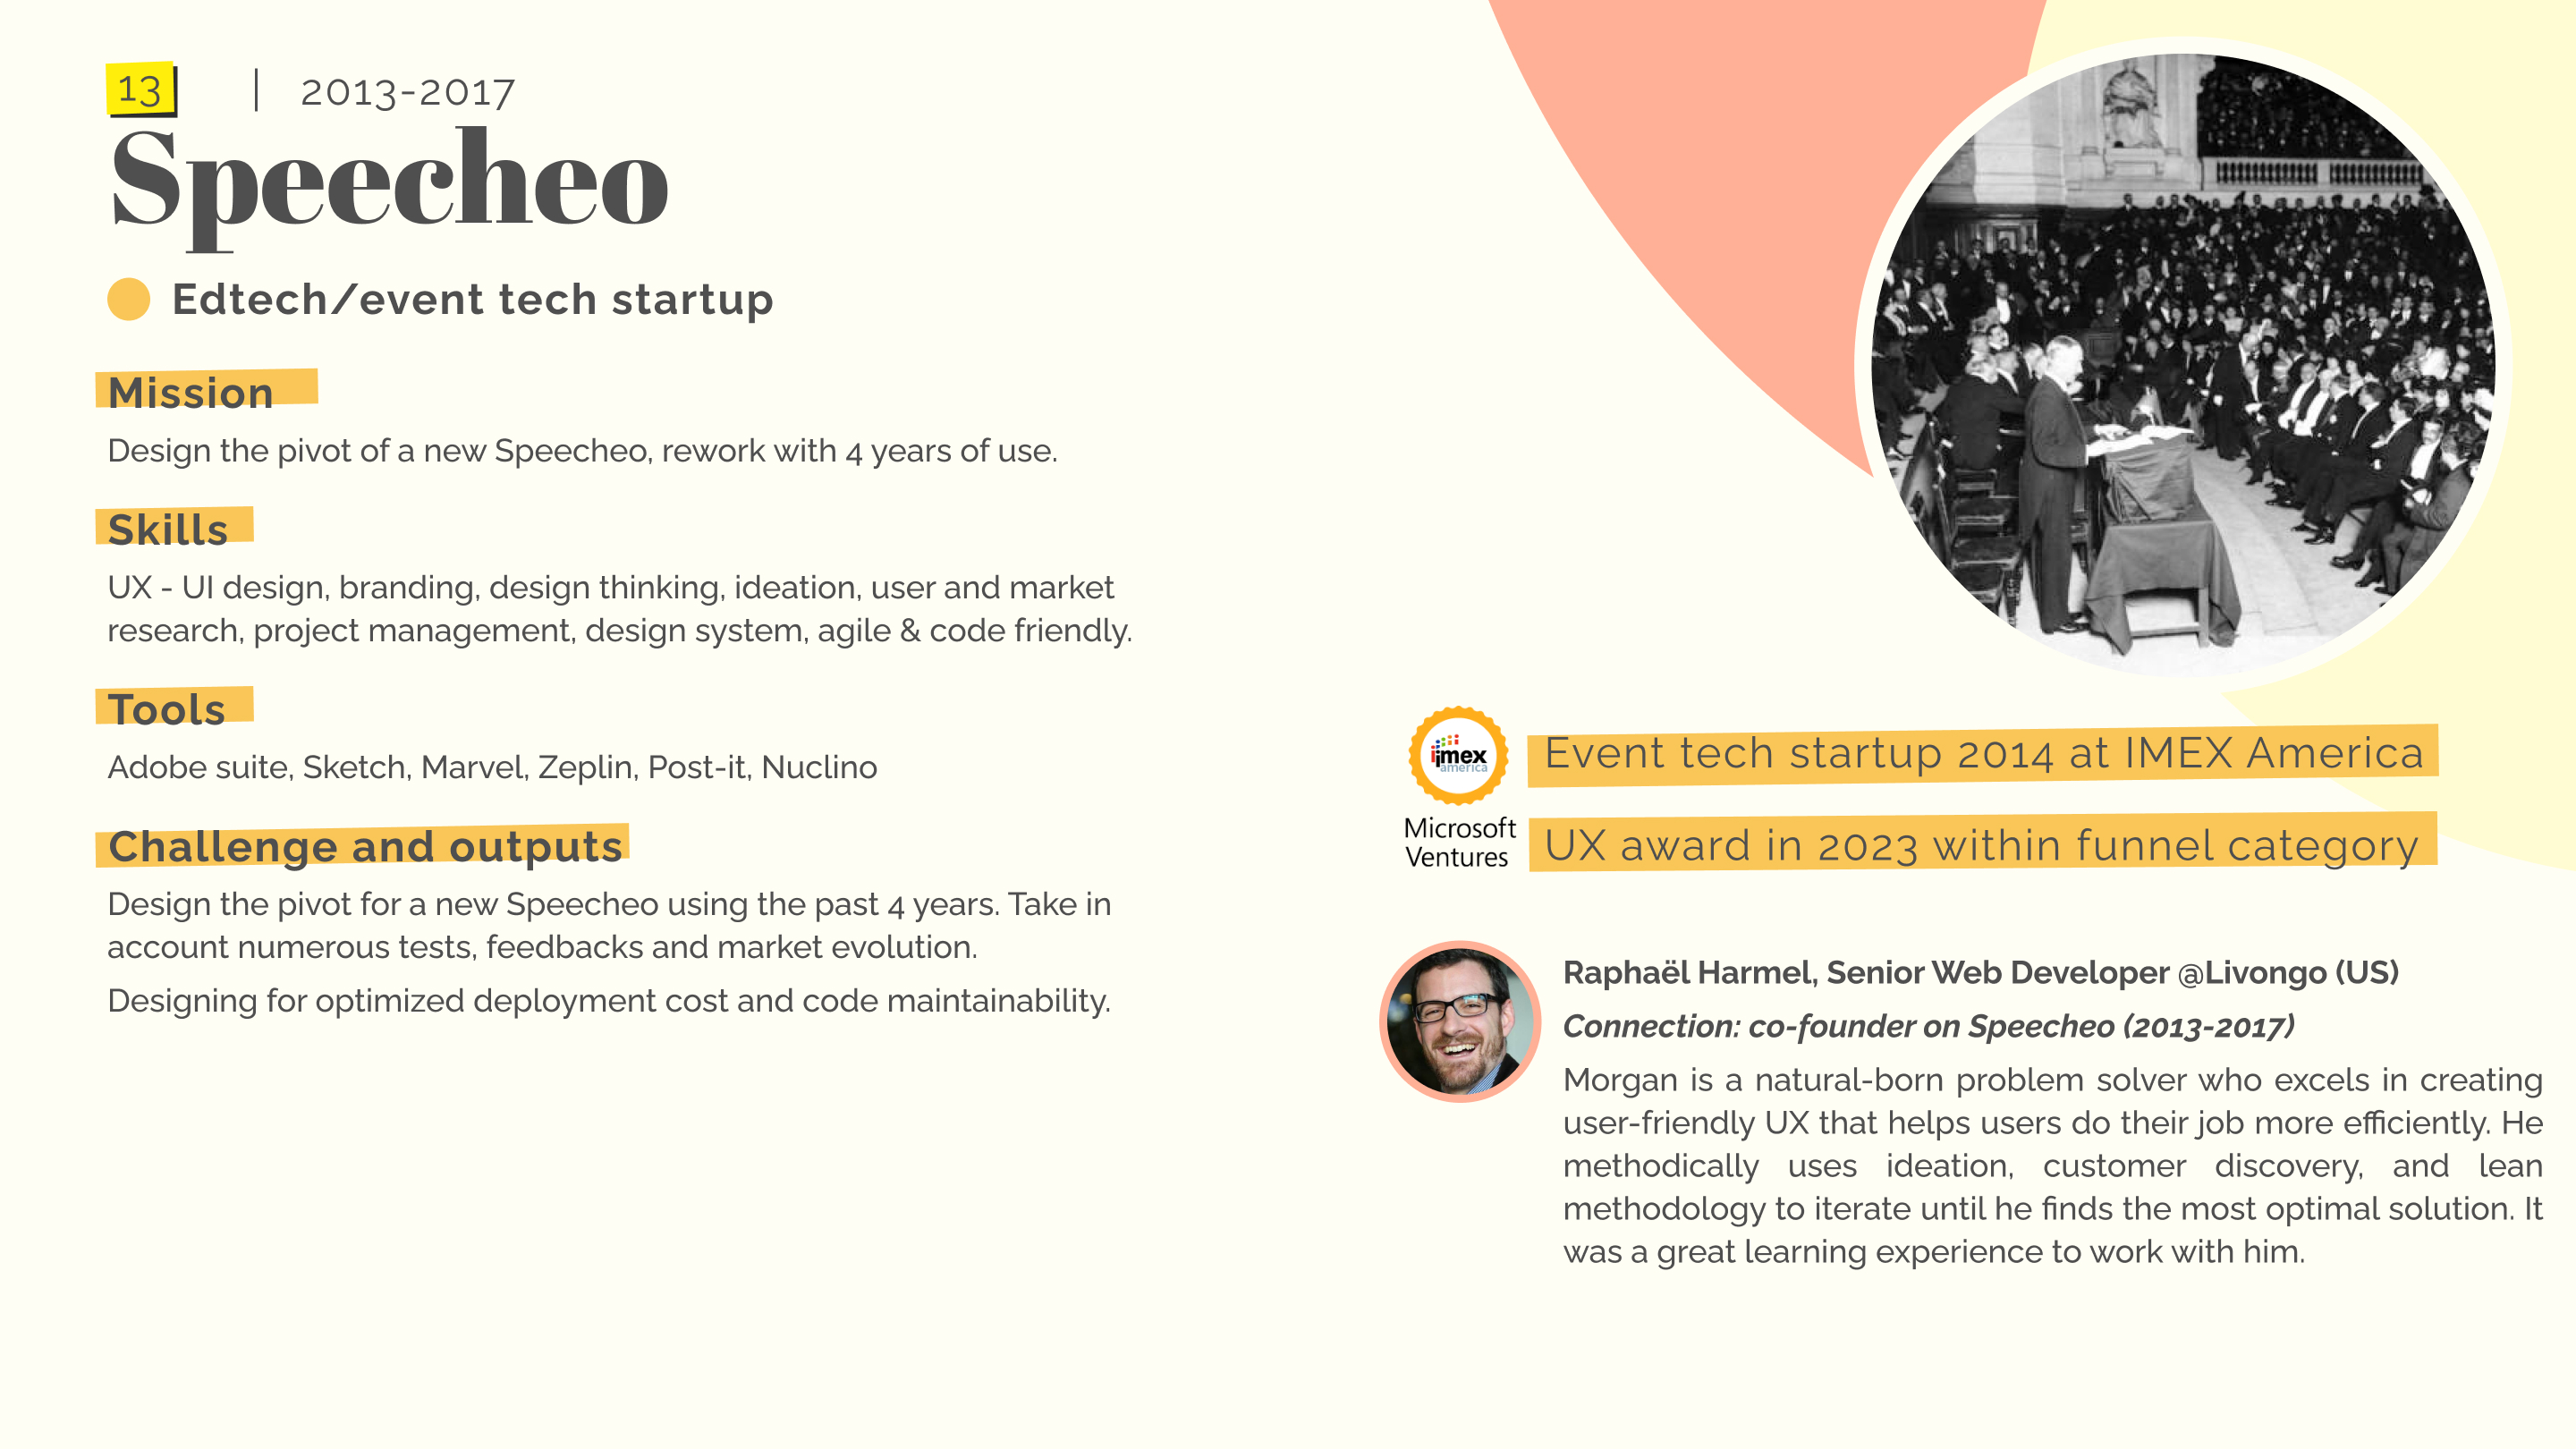 13 | 2013-2017
Speecheo
Edtech/event tech startup
Mission
Design the pivot of a new Speecheo, rework with 4 years of use.
Skills
UX - UI design, branding, design thinking, ideation, user and market
research, project management, design system, agile & code friendly.
Tools
Adobe suite, Sketch, Marvel, Zeplin, Post-it, Nuclino
Challenge and outputs
Design the pivot for a new Speecheo using the past 4 years. Take in
account numerous tests, feedbacks and market evolution.
Designing for optimized deployment cost and code maintainability.
imex
america
Event tech startup 2014 at IMEX America
Microsoft
Ventures
UX award in 2023 within funnel category
Raphaël Harmel, Senior Web Developer @Livongo (US)
Connection: co-founder on Speecheo (2013-2017)
Morgan is a natural-born problem solver who excels in creating
user-friendly UX that helps users do their job more efficiently. He
methodically uses ideation, customer discovery, and lean
methodology to iterate until he finds the most optimal solution. It
was a great learning experience to work with him.